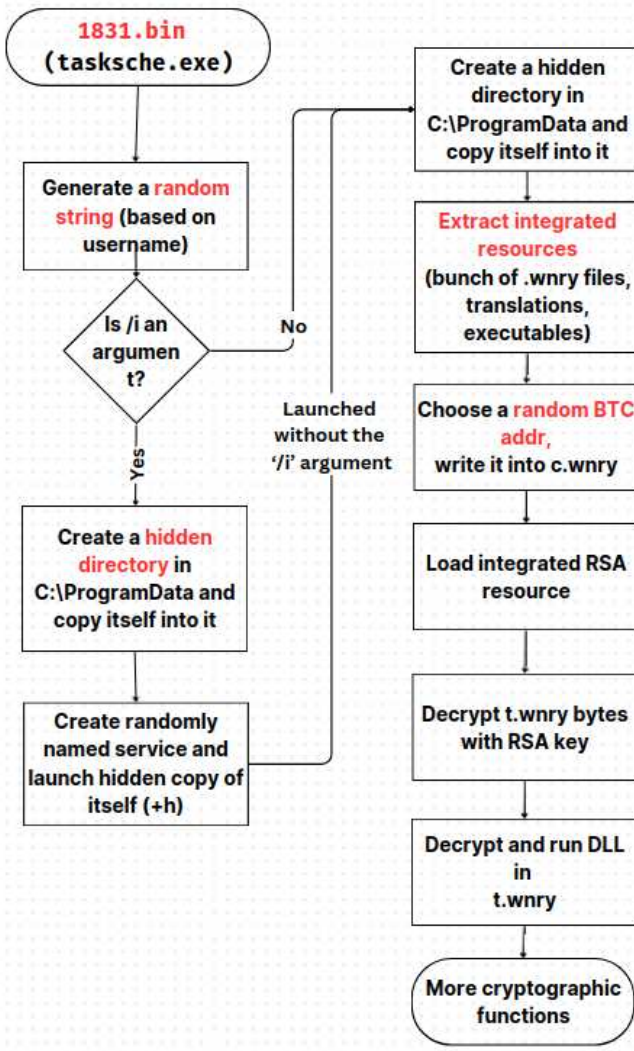 1831.bin
(tasksche.exe)
Generate a random
string (based on
username)
Is /i an
argumen
t?
No
Yes
Create a hidden
directory in
C:\ProgramData and
copy itself into it
Create randomly
named service and
launch hidden copy of
itself (+h)
Launched
without the
'/i' argument
Create a hidden
directory in
C:\ProgramData and
copy itself into it
Extract integrated
resources
(bunch of .wnry files,
translations,
executables)
Choose a random BTC
addr,
write it into c.wnry
Load integrated RSA
resource
Decrypt t.wnry bytes
with RSA key
Decrypt and run DLL
in
t.wnry
More cryptographic
functions